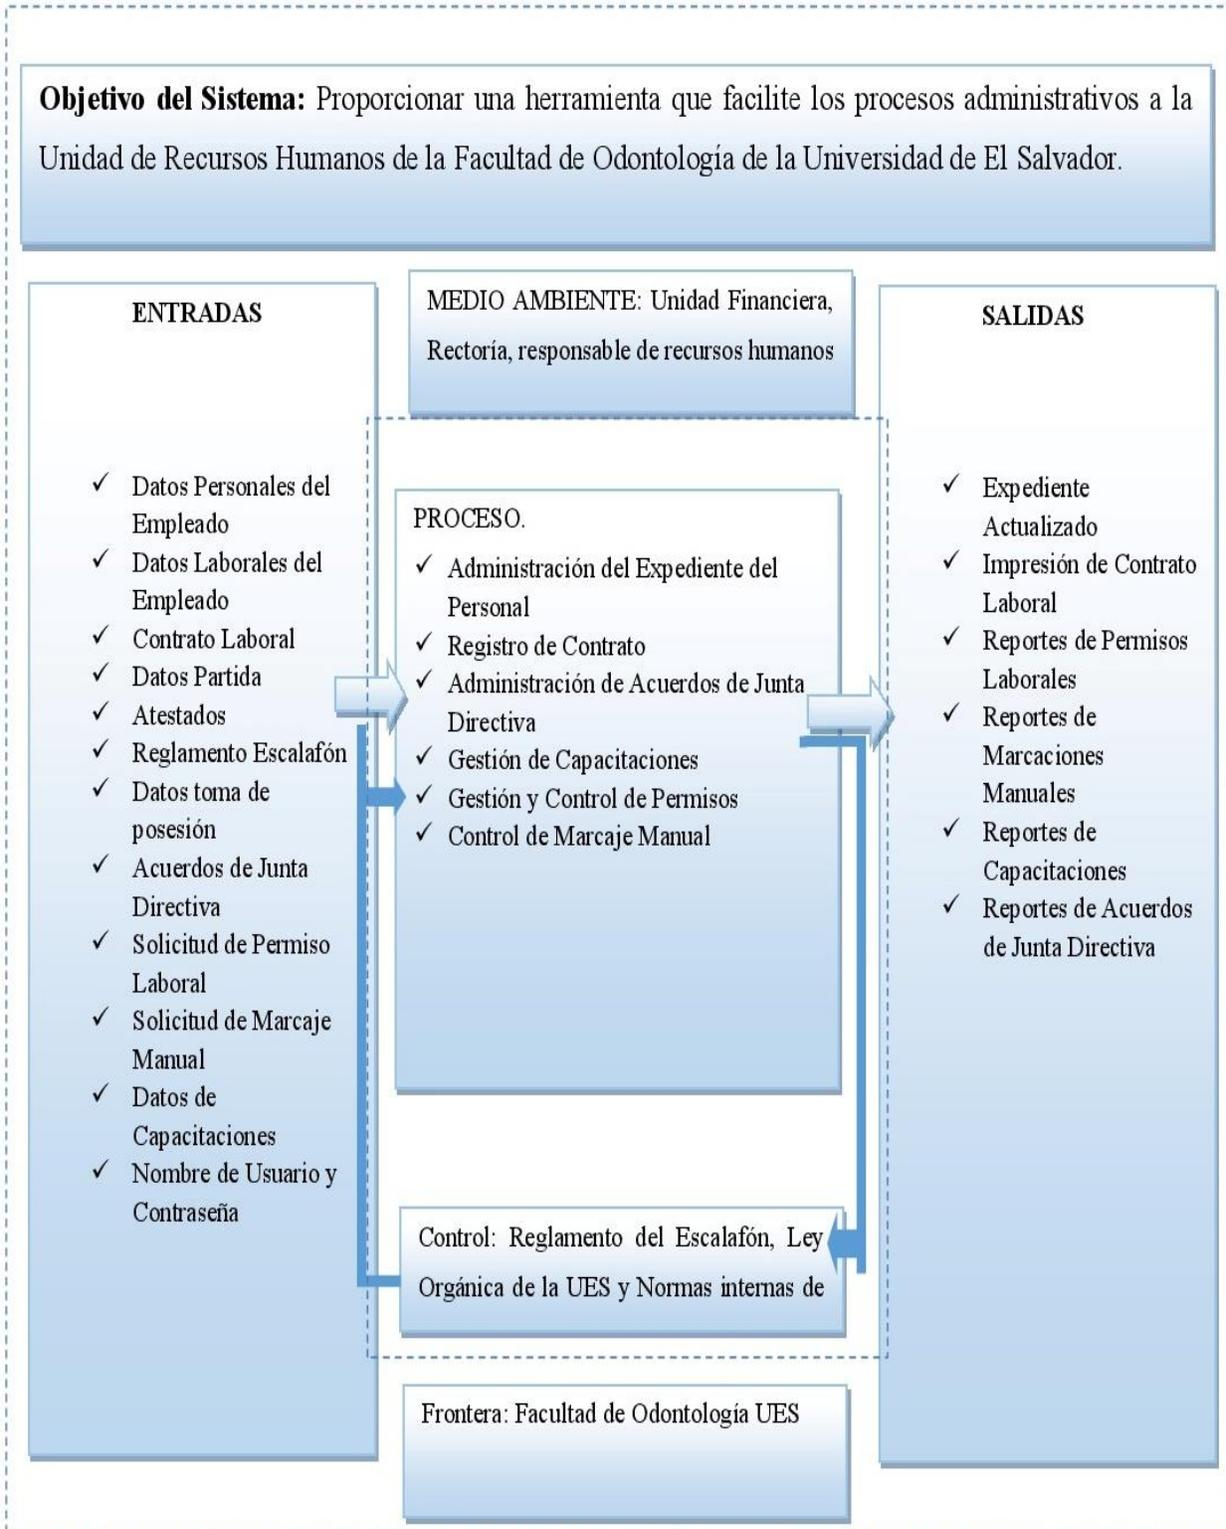 Objetivo del Sistema: Proporcionar una herramienta que facilite los procesos administrativos a la
Unidad de Recursos Humanos de la Facultad de Odontología de la Universidad de El Salvador.
ENTRADAS
✓ Datos Personales del
Empleado
✓ Datos Laborales del
Empleado
✓ Contrato Laboral
✓ Datos Partida
✓ Atestados
✓ Reglamento Escalafón
✓ Datos toma de
posesión
✓ Acuerdos de Junta
Directiva
✓ Solicitud de Permiso
Laboral
✓ Solicitud de Marcaje
Manual
✓ Datos de
Capacitaciones
✓ Nombre de Usuario y
Contraseña
MEDIO AMBIENTE: Unidad Financiera,
Rectoría, responsable de recursos humanos
PROCESO.
✓ Administración del Expediente del
Personal
✓ Registro de Contrato
✓ Administración de Acuerdos de Junta
Directiva
✓ Gestión de Capacitaciones
✓ Gestión y Control de Permisos
✓ Control de Marcaje Manual
Control: Reglamento del Escalafón, Ley
Orgánica de la UES y Normas internas de
Frontera: Facultad de Odontología UES
SALIDAS
✓ Expediente
Actualizado
✓ Impresión de Contrato
Laboral
✓ Reportes de Permisos
Laborales
✓ Reportes de
Marcaciones
Manuales
✓ Reportes de
Capacitaciones
✓ Reportes de Acuerdos
de Junta Directiva